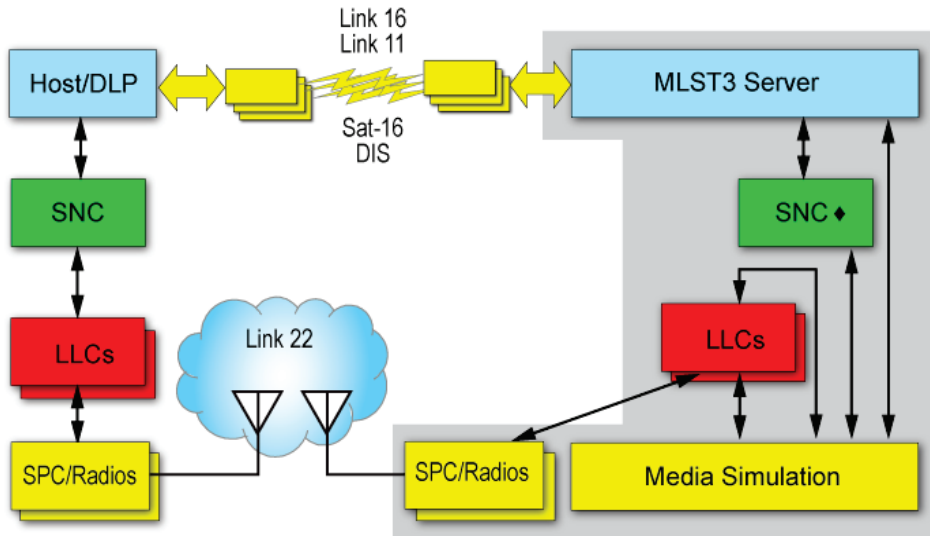 Link 16
Link 11
Host/DLP
MLST3 Server
Sat-16
DIS
SNC
SNC ♦
LLCs
Link 22
LLCs
SPC/Radios
SPC/Radios
Media Simulation